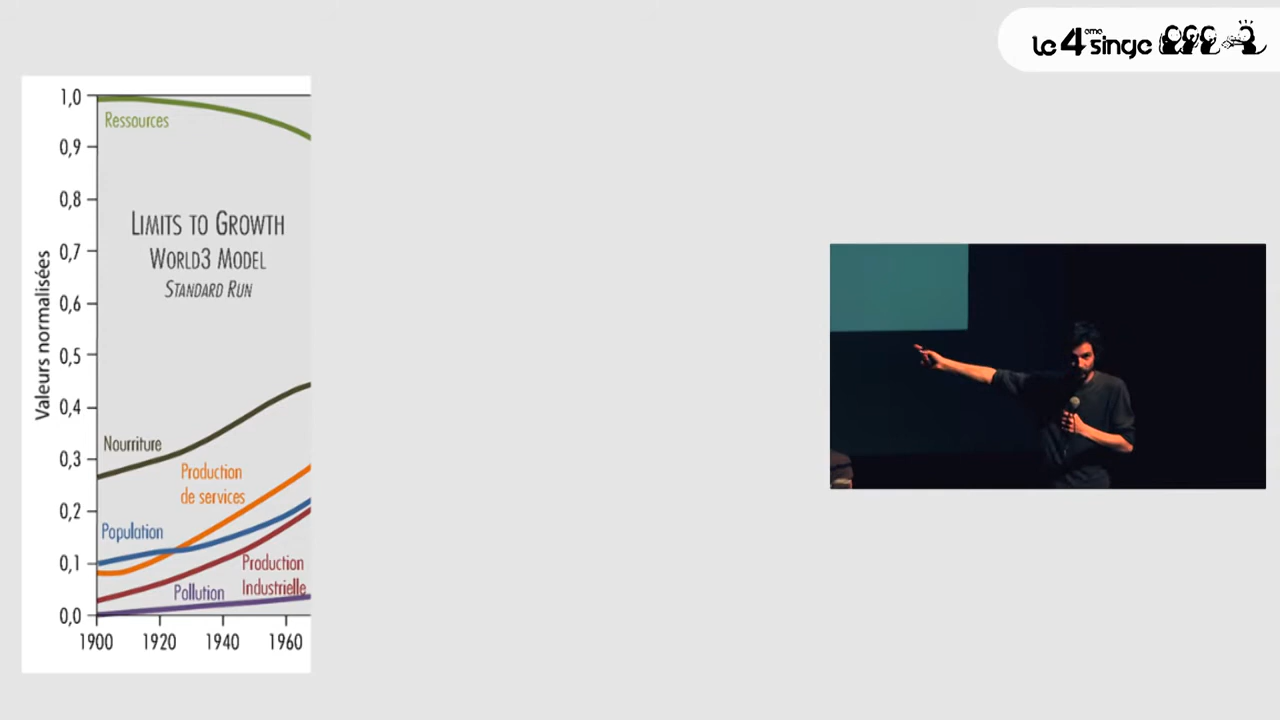 le 4ème singe
1,0
Ressources
0,9
0,8
LIMITS TO GROWTH
WORLD3 MODEL
STANDARD RUN
0,7
0,6
0,5
0,4
Valeurs normalisées
Nourriture
0,3
Production
de services
0,2
Population
0,1
Production
Industrielle
Pollution
0,0
1900 1920 1940 1960